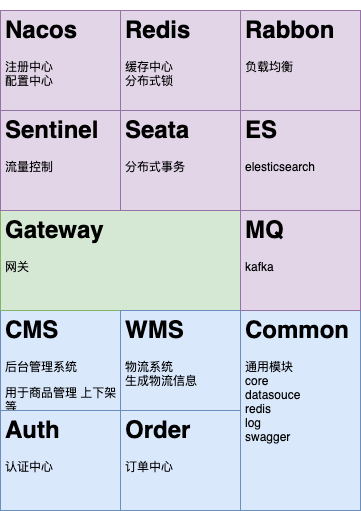 Nacos
注册中心
配置中心
Redis
缓存中心
分布式锁
Rabbon
负载均衡
Sentinel
流量控制
Seata
分布式事务
ES
elesticsearch
Gateway
网关
MQ
kafka
CMS
后台管理系统
用于商品管理 上下架
等
WMS
物流系统
生成物流信息
Common
通用模块
core
datasouce
redis
log
swagger
Auth
认证中心
Order
订单中心